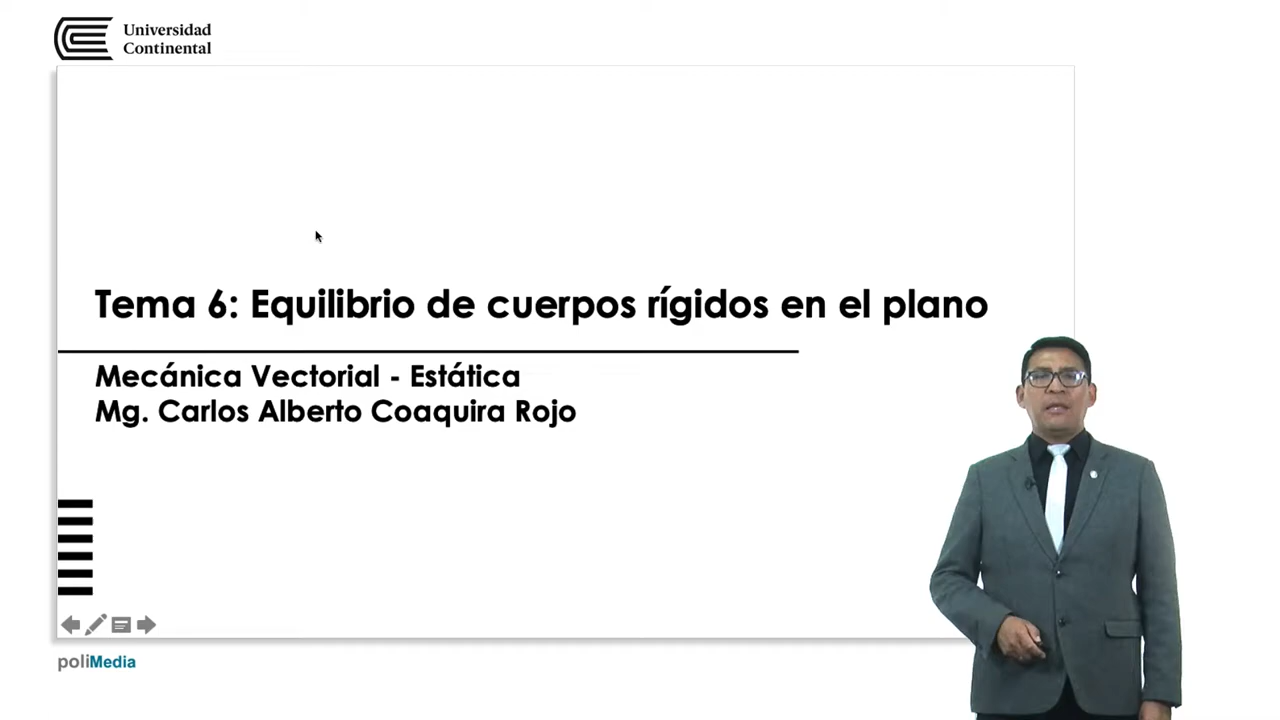 Universidad
Continental
Tema 6: Equilibrio de cuerpos rígidos en el plano
Mecánica Vectorial - Estática
Mg. Carlos Alberto Coaquira Rojo
poliMedia